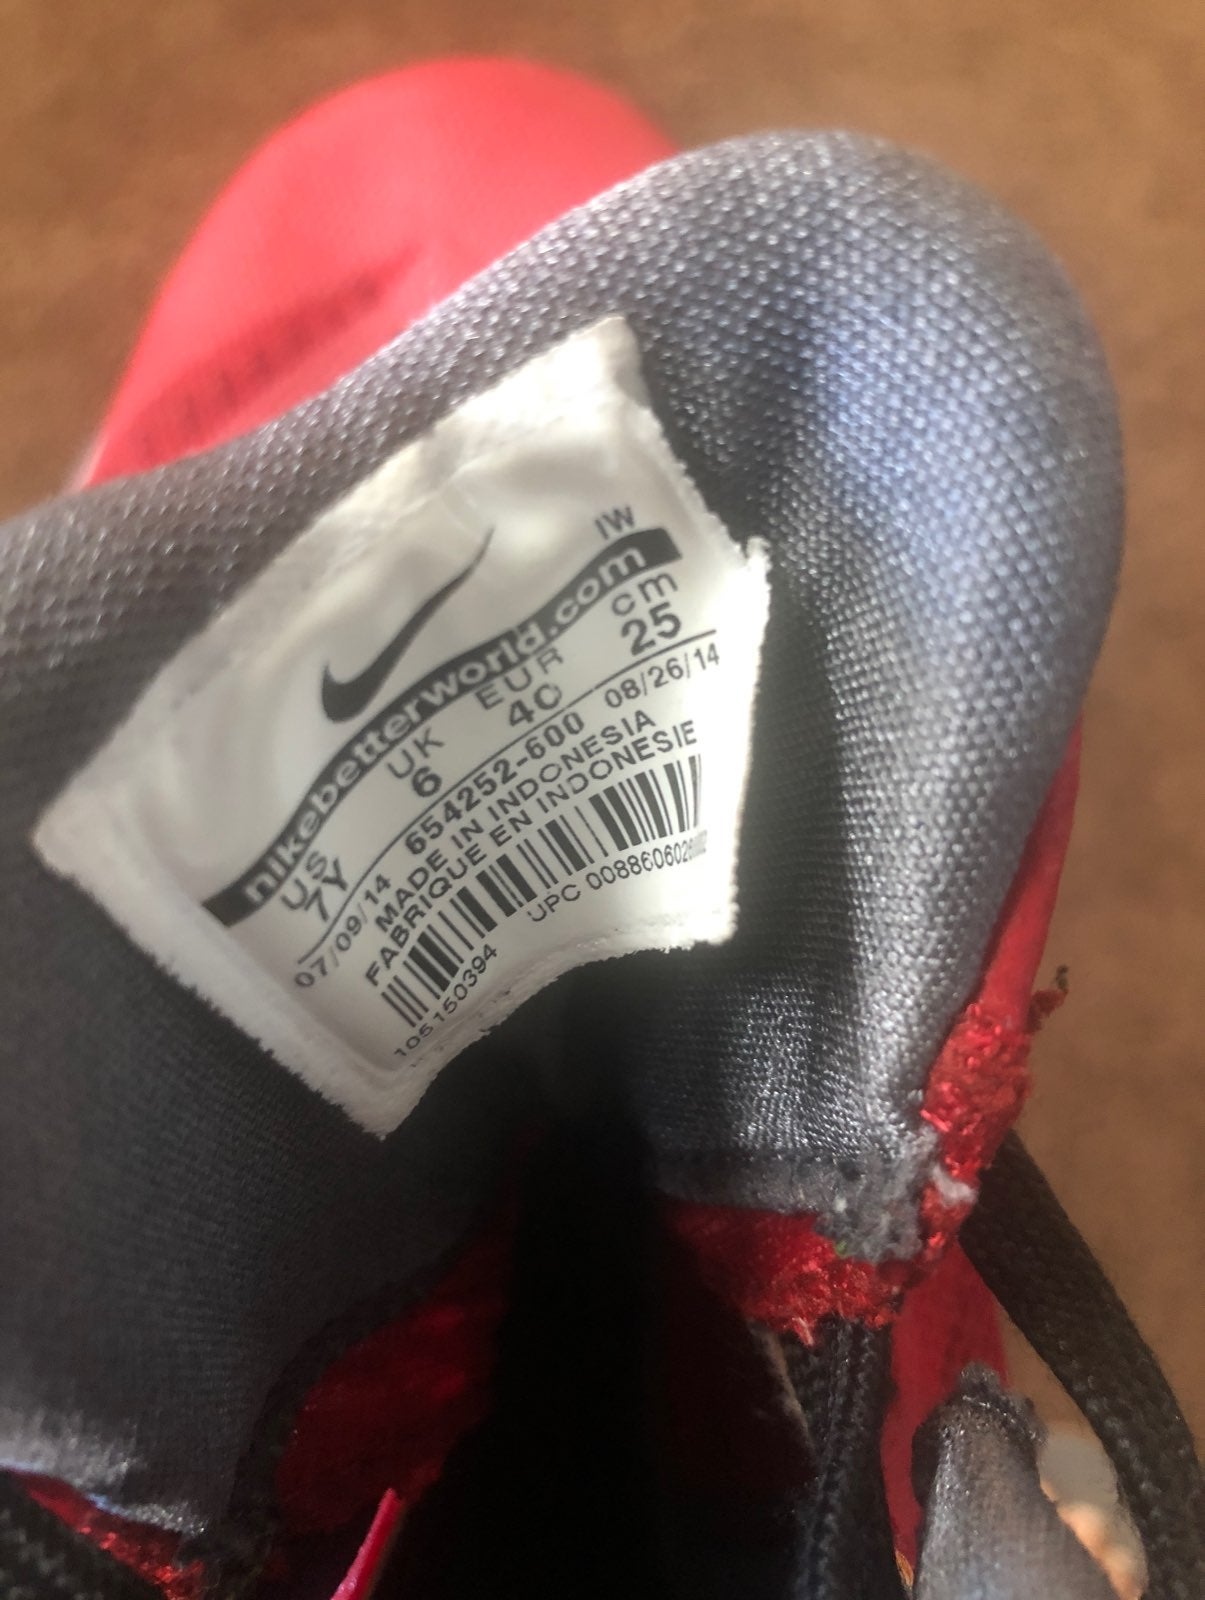 IW
nikebetterworld.com
US UK EUR cm
7Y 6 40 25
07/09/14 654252-600 08/26/14
MADE IN INDONESIA
FABRIQUE EN INDONESIE
105150394 UPC